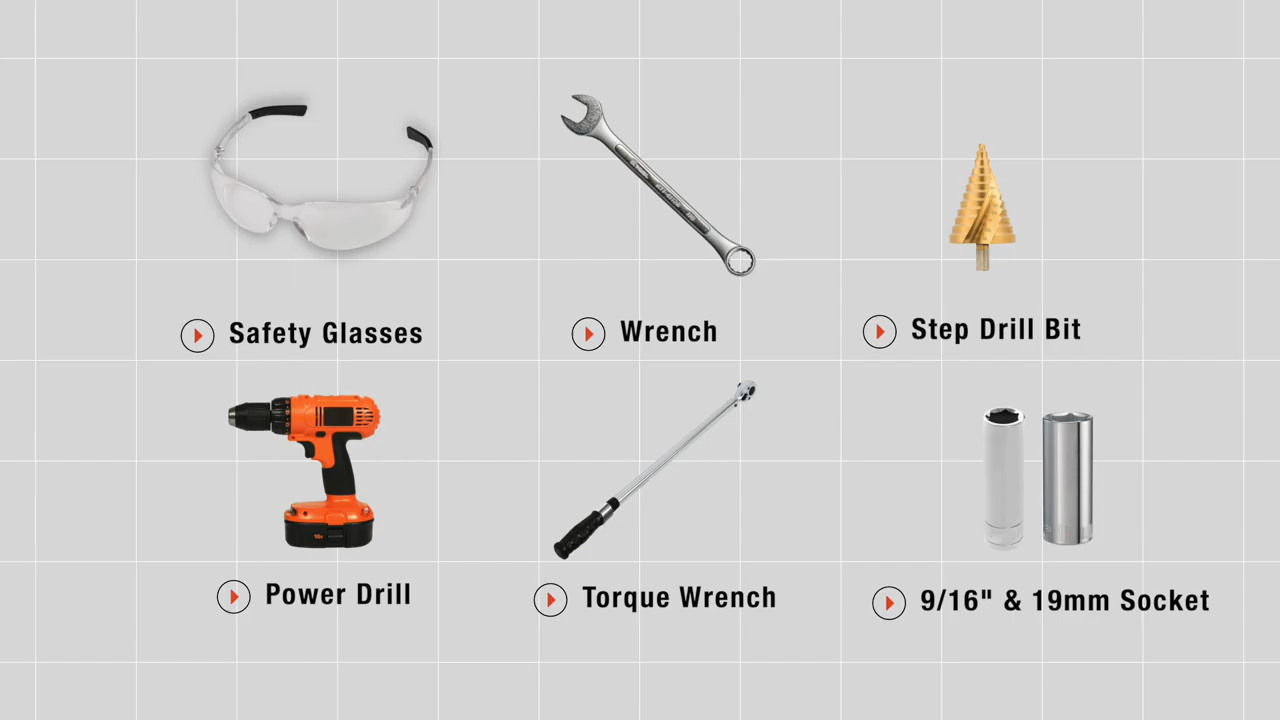 Safety Glasses
Wrench
Step Drill Bit
Power Drill
Torque Wrench
9/16" & 19mm Socket